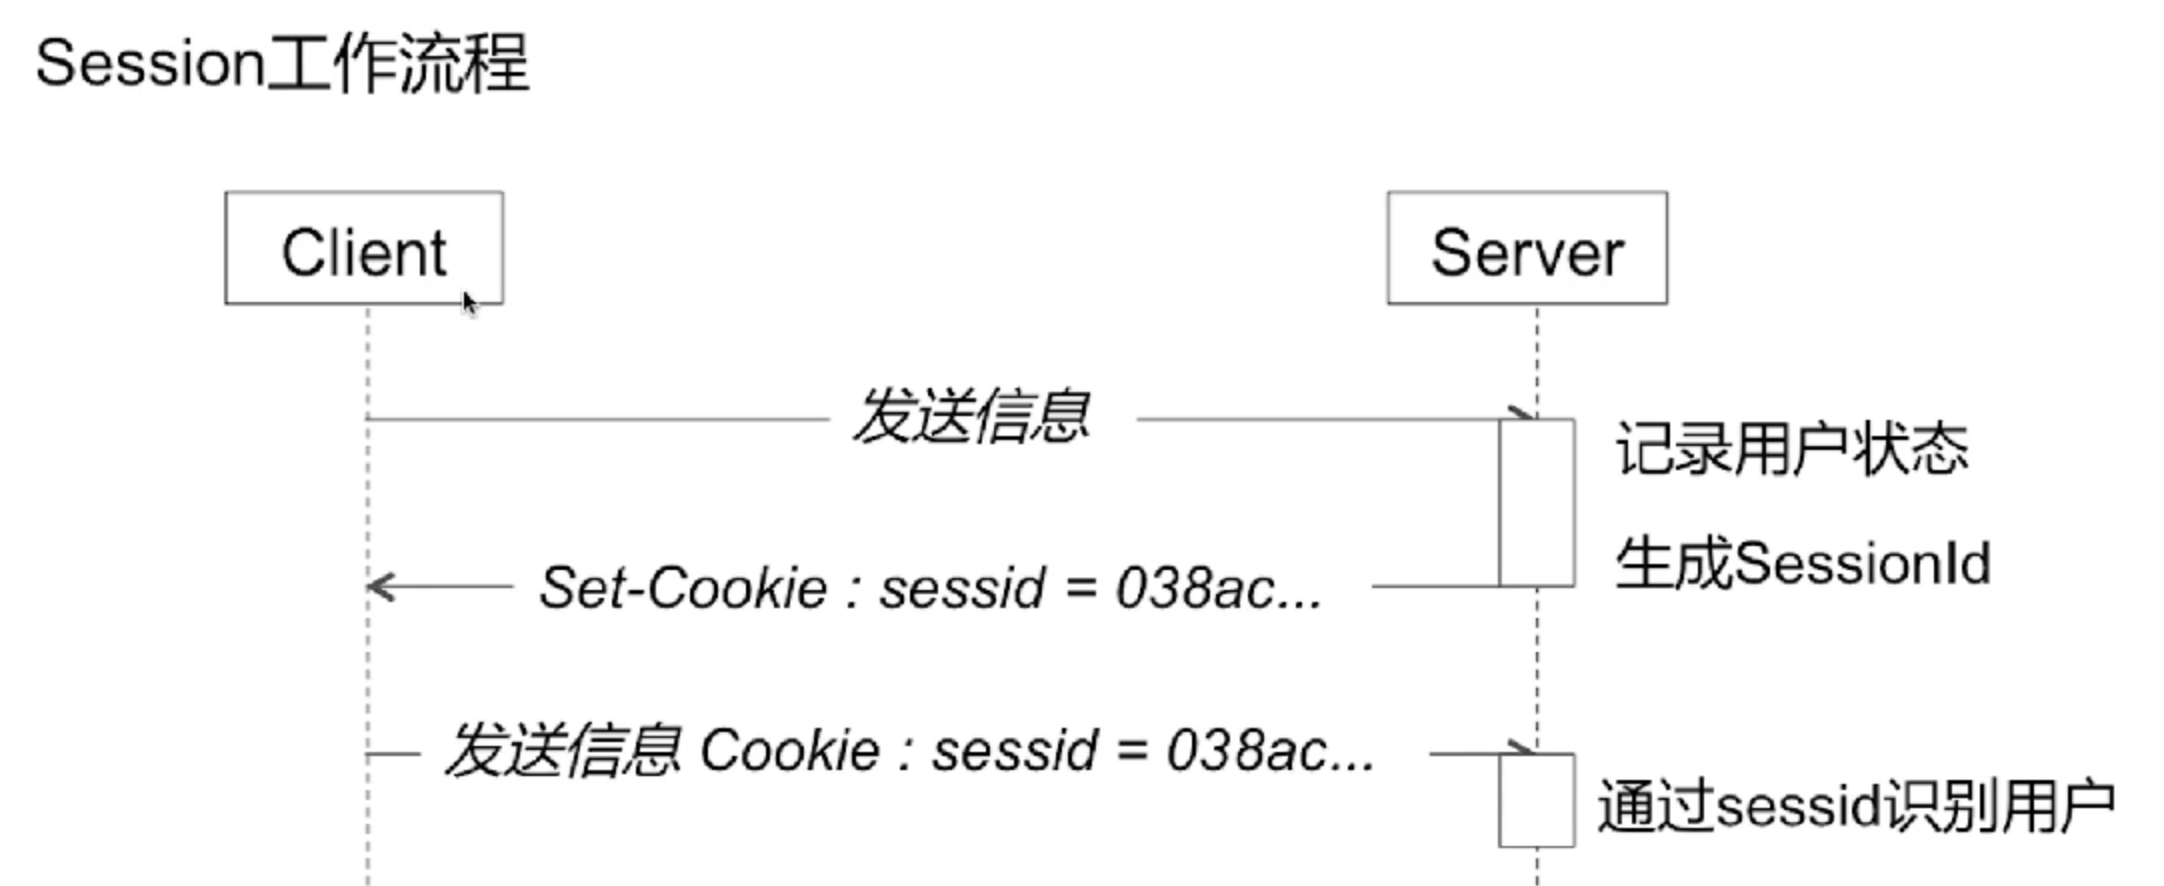 Session工作流程
Client
Server
发送信息
记录用户状态
生成SessionId
Set-Cookie : sessid = 038ac...
发送信息 Cookie : sessid = 038ac...
通过sessid识别用户